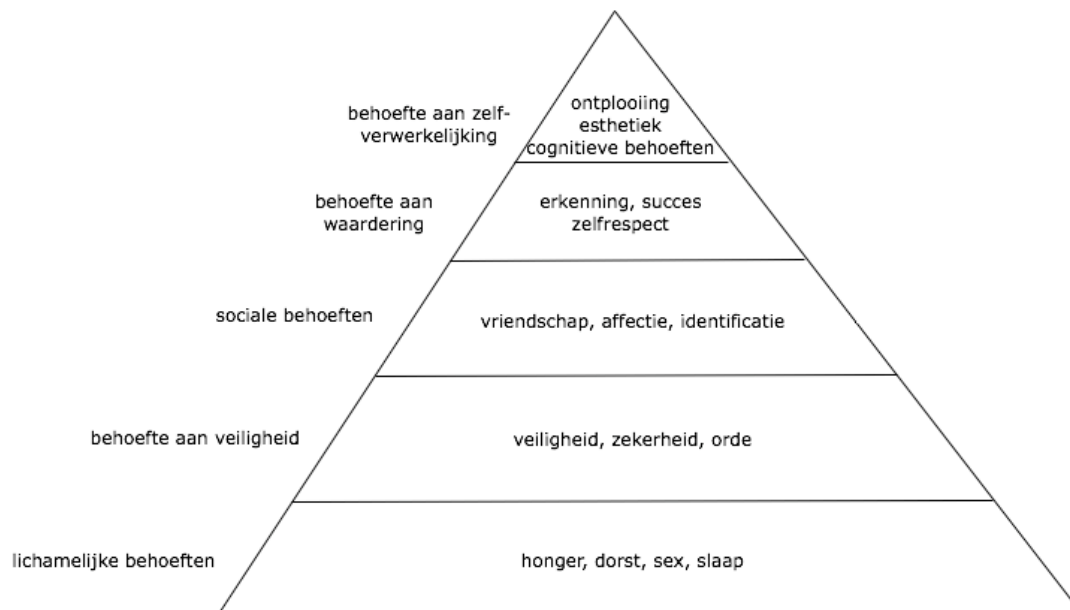 behoefte aan zelf-
verwerkelijking
ontplooiing
esthetiek
cognitieve behoeften
behoefte aan
waardering
erkenning, succes
zelfrespect
sociale behoeften
vriendschap, affectie, identificatie
behoefte aan veiligheid
veiligheid, zekerheid, orde
lichamelijke behoeften
honger, dorst, sex, slaap